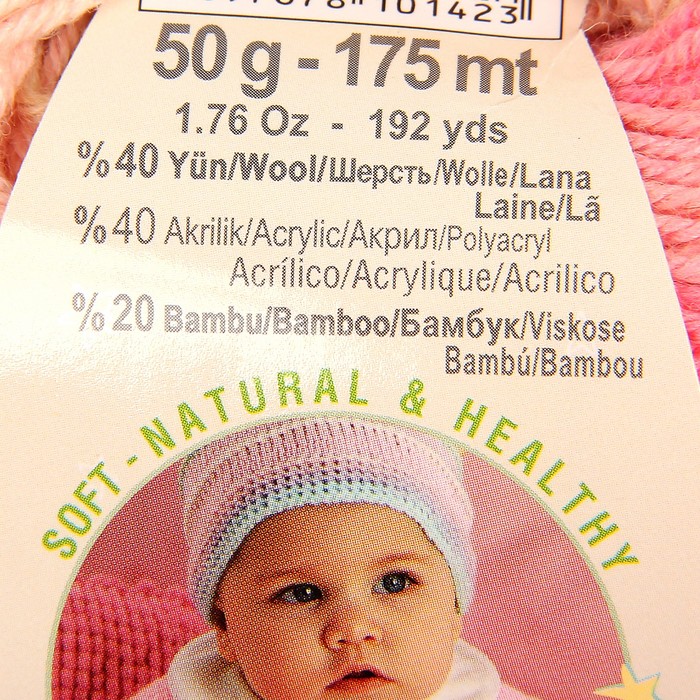 50 g - 175 mt
1.76 Oz - 192 yds
%40 Yün/Wool/Шерсть/Wolle/Lana
Laine/Lã
%40 Akrilik/Acrylic/Акрил/Polyacryl
Acrílico/Acrylique/Acrilico
%20 Bambu/Bamboo/Бамбук/Viskose
Bambú/Bambou
SOFT-NATURAL & HEALTHY